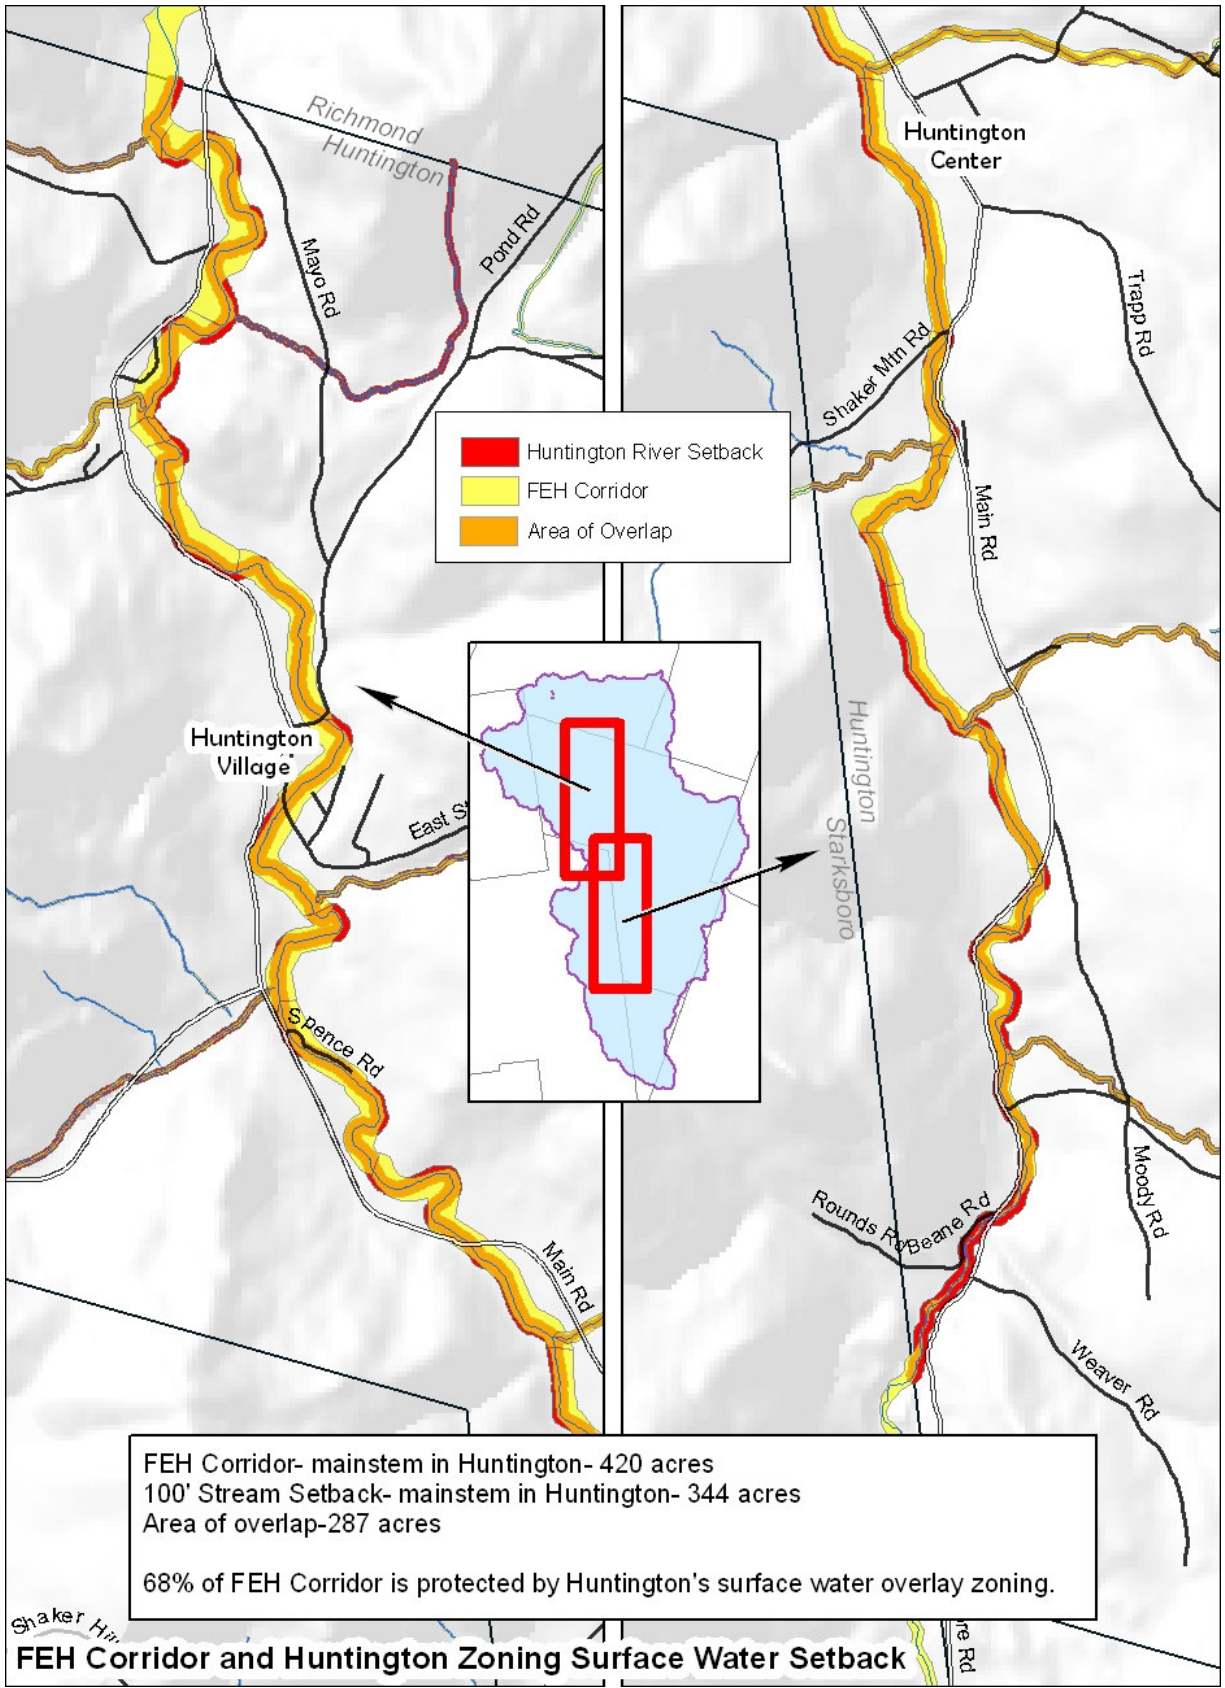 Richmond
Huntington
Mayo Rd
Pond Rd
Huntington
Center
Trapp Rd
Shaker Mtn Rd
Main Rd
Huntington River Setback
FEH Corridor
Area of Overlap
Huntington
Starksboro
Huntington
Village
East St
Spence Rd
Main Rd
Rounds Rd
Beane Rd
Moody Rd
Weaver Rd
FEH Corridor- mainstem in Huntington- 420 acres
100' Stream Setback- mainstem in Huntington- 344 acres
Area of overlap-287 acres
68% of FEH Corridor is protected by Huntington's surface water overlay zoning.
Shaker
re Rd
FEH Corridor and Huntington Zoning Surface Water Setback